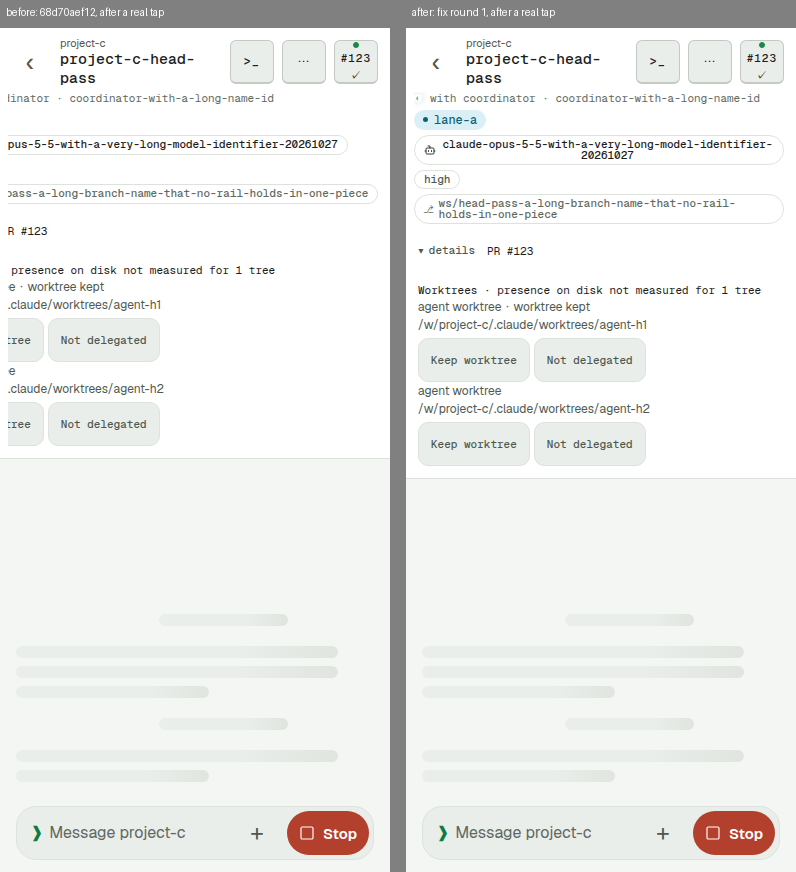 before: 68d70aef12, after a real tap
project-c
project-c-head-
pass
>_
...
#123
✓
linator · coordinator-with-a-long-name-id
pus-5-5-with-a-very-long-model-identifier-20261027
pass-a-long-branch-name-that-no-rail-holds-in-one-piece
R #123
presence on disk not measured for 1 tree
e · worktree kept
.claude/worktrees/agent-h1
tree
Not delegated
e
.claude/worktrees/agent-h2
tree
Not delegated
Message project-c
+
Stop
after: fix round 1, after a real tap
project-c
project-c-head-
pass
>_
...
#123
✓
with coordinator · coordinator-with-a-long-name-id
lane-a
claude-opus-5-5-with-a-very-long-model-identifier-
20261027
high
ws/head-pass-a-long-branch-name-that-no-rail-
holds-in-one-piece
▾ details PR #123
Worktrees · presence on disk not measured for 1 tree
agent worktree · worktree kept
/w/project-c/.claude/worktrees/agent-h1
Keep worktree
Not delegated
agent worktree
/w/project-c/.claude/worktrees/agent-h2
Keep worktree
Not delegated
Message project-c
+
Stop